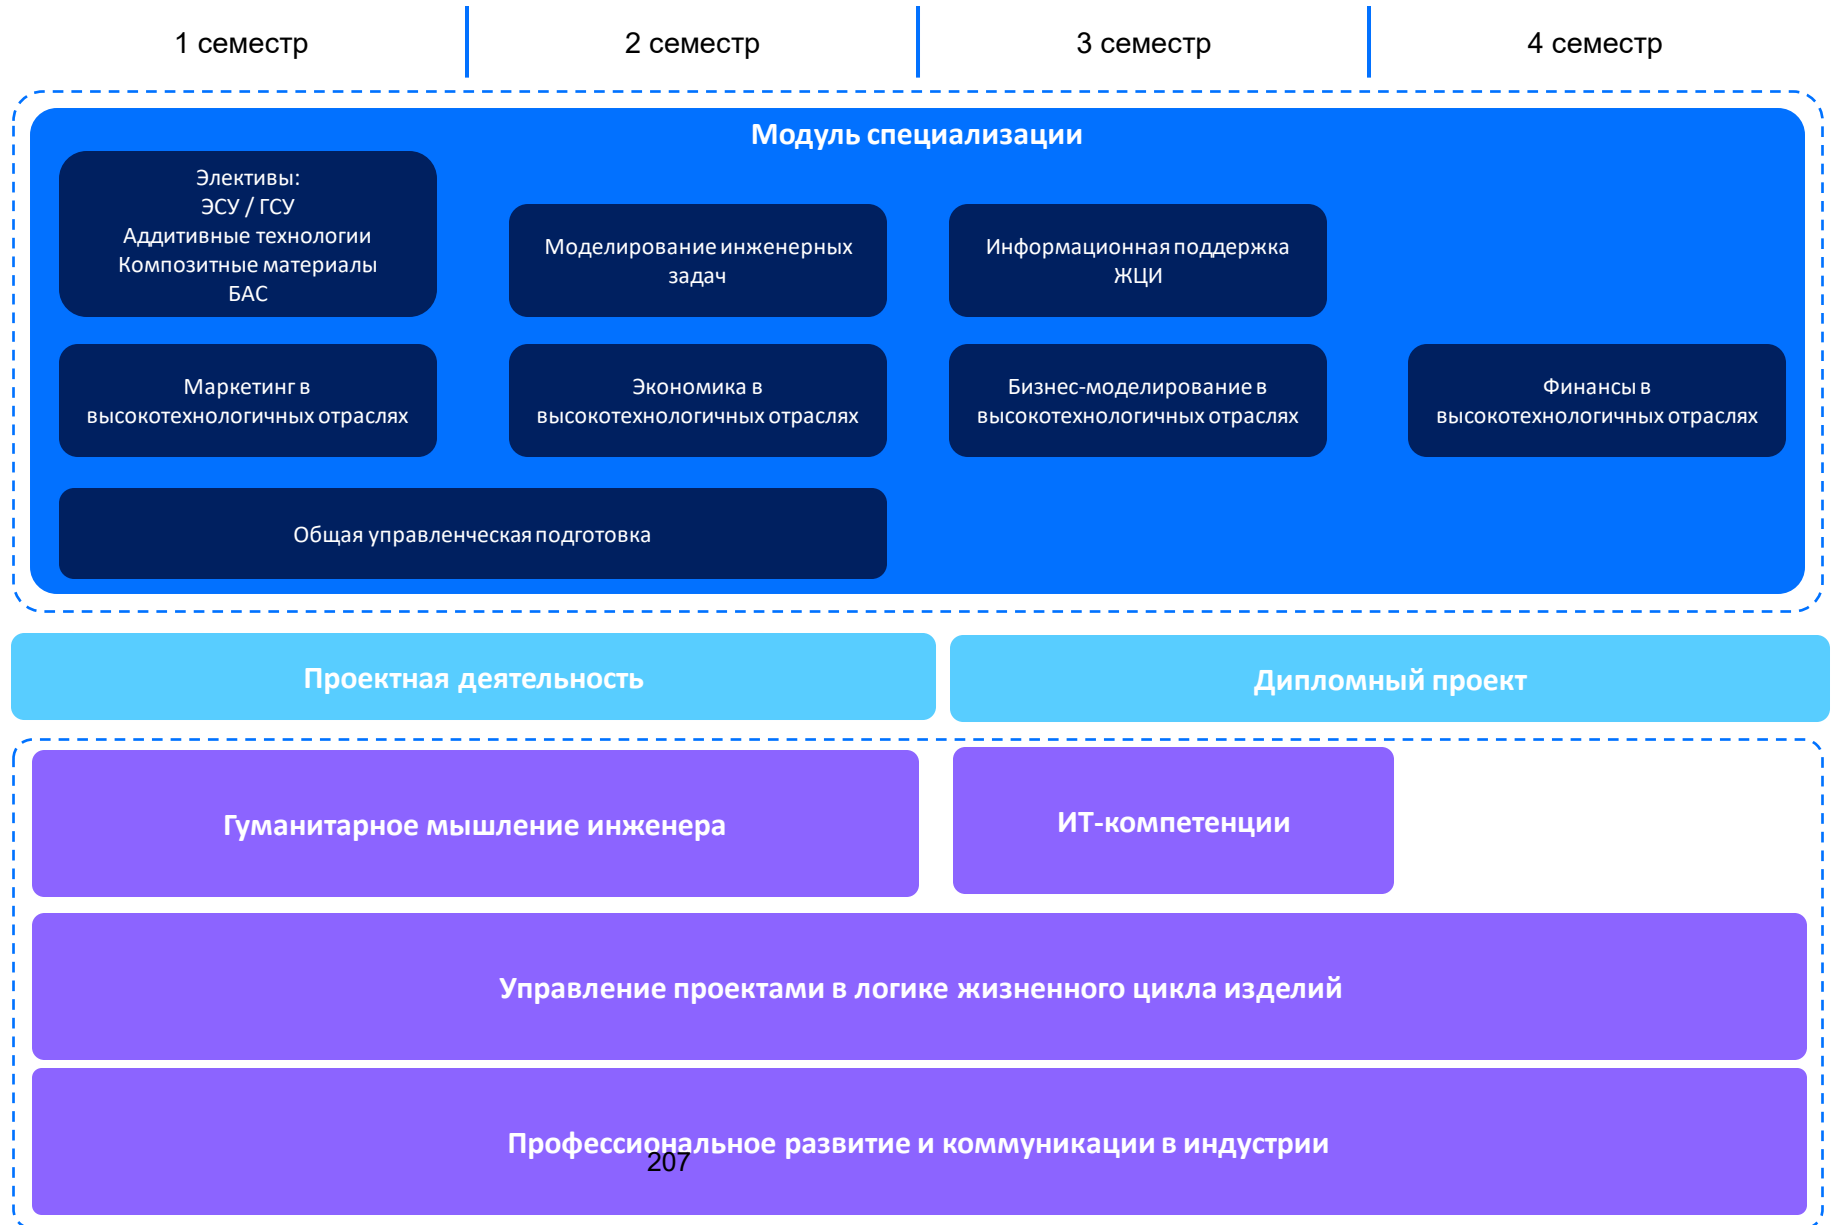 1 семестр
2 семестр
3 семестр
4 семестр
Модуль специализации
Элективы:
ЭСУ / ГСУ
Аддитивные технологии
Композитные материалы
БАС
Моделирование инженерных
задач
Информационная поддержка
ЖЦИ
Маркетинг в
высокотехнологичных отраслях
Экономика в
высокотехнологичных отраслях
Бизнес-моделирование в
высокотехнологичных отраслях
Финансы в
высокотехнологичных отраслях
Общая управленческая подготовка
Проектная деятельность
Дипломный проект
Гуманитарное мышление инженера
ИТ-компетенции
Управление проектами в логике жизненного цикла изделий
Профессиональное развитие и коммуникации в индустрии
207